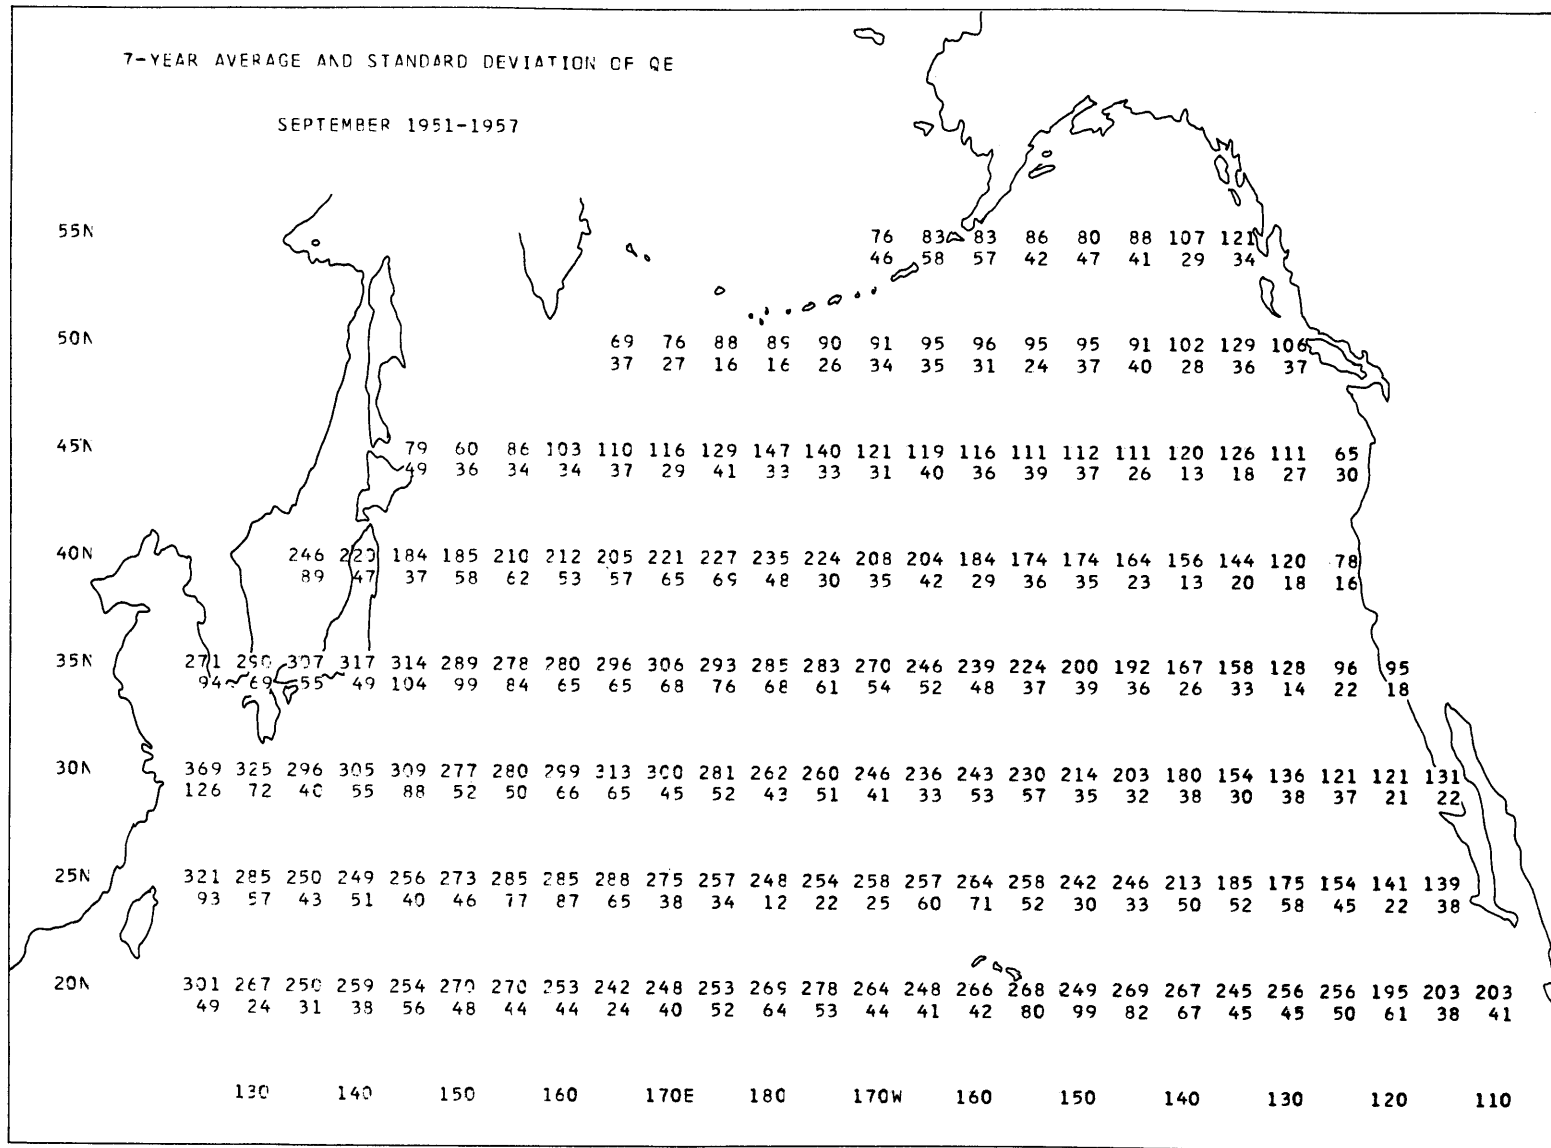 7-YEAR AVERAGE AND STANDARD DEVIATION OF QE
SEPTEMBER 1951-1957
55N 76 83 83 86 80 88 107 121
46 58 57 42 47 41 29 34
50N 69 76 88 89 90 91 95 96 95 95 91 102 129 106
37 27 16 16 26 34 35 31 24 37 40 28 36 37
45N 79 60 86 103 110 116 129 147 140 121 119 116 111 112 111 120 126 111 65
49 36 34 34 37 29 41 33 33 31 40 36 39 37 26 13 18 27 30
40N 246 220 184 185 210 212 205 221 227 235 224 208 204 184 174 174 164 156 144 120 78
89 47 37 58 62 53 57 65 69 48 30 35 42 29 36 35 23 13 20 18 16
35N 271 290 307 317 314 289 278 280 296 306 293 285 283 270 246 239 224 200 192 167 158 128 96 95
94 69 55 49 104 99 84 65 65 68 76 68 61 54 52 48 37 39 36 26 33 14 22 18
30N 369 325 296 305 309 277 280 299 313 300 281 262 260 246 236 243 230 214 203 180 154 136 121 121 131
126 72 40 55 88 52 50 66 65 45 52 43 51 41 33 53 57 35 32 38 30 38 37 21 22
25N 321 285 250 249 256 273 285 285 288 275 257 248 254 258 257 264 258 242 246 213 185 175 154 141 139
93 57 43 51 40 46 77 87 65 38 34 12 22 25 60 71 52 30 33 50 52 58 45 22 38
20N 301 267 250 259 254 270 270 253 242 248 253 269 278 264 248 266 268 249 269 267 245 256 256 195 203 203
49 24 31 38 56 48 44 44 24 40 52 64 53 44 41 42 80 99 82 67 45 45 50 61 38 41
130 140 150 160 170E 180 170W 160 150 140 130 120 110